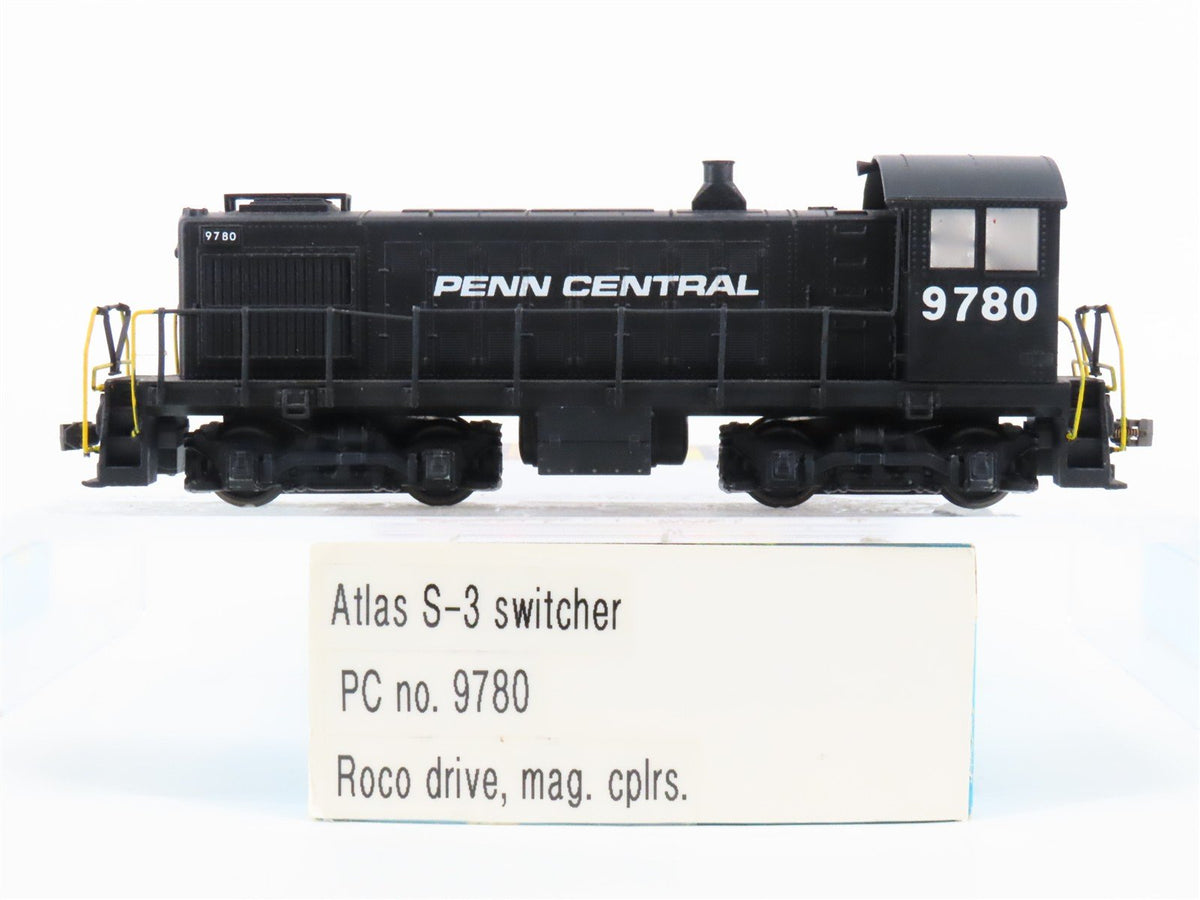 9780
PENN CENTRAL
9780
Atlas S-3 switcher
PC no. 9780
Roco drive, mag. cplrs.